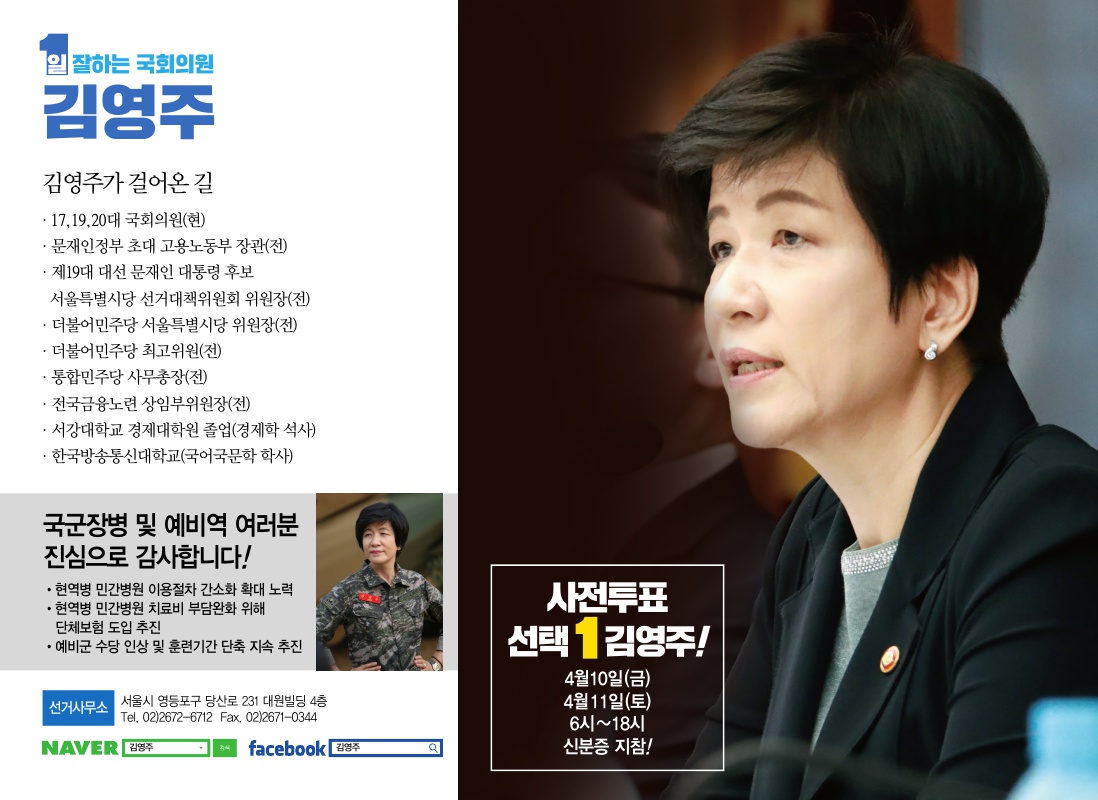 1일 잘하는 국회의원
김영주
김영주가 걸어온 길
· 17,19,20대 국회의원(현)
· 문재인정부 초대 고용노동부 장관(전)
· 제19대 대선 문재인 대통령 후보
서울특별시당 선거대책위원회 위원장(전)
· 더불어민주당 서울특별시당 위원장(전)
· 더불어민주당 최고위원(전)
· 통합민주당 사무총장(전)
· 전국금융노련 상임부위원장(전)
· 서강대학교 경제대학원 졸업(경제학 석사)
· 한국방송통신대학교(국어국문학 학사)
국군장병 및 예비역 여러분
진심으로 감사합니다!
• 현역병 민간병원 이용절차 간소화 확대 노력
• 현역병 민간병원 치료비 부담완화 위해
단체보험 도입 추진
• 예비군 수당 인상 및 훈련기간 단축 지속 추진
선거사무소
서울시 영등포구 당산로 231 대원빌딩 4층
Tel. 02)2672-6712 Fax. 02)2671-0344
NAVER 김영주 검색 facebook 김영주
사전투표
선택 1 김영주!
4월10일(금)
4월11일(토)
6시~18시
신분증 지참!